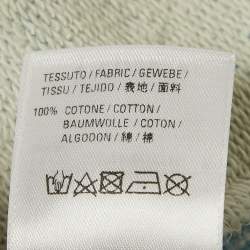 TESSUTO / FABRIC / GEWEBE /
TISSU / TEJIDO / 表地 / 面料
100% COTONE / COTTON /
BAUMWOLLE / COTON /
ALGODON / 綿 / 棉